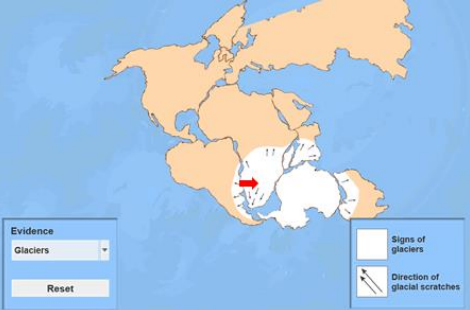 Evidence
Glaciers
Reset
Signs of
glaciers
Direction of
glacial scratches